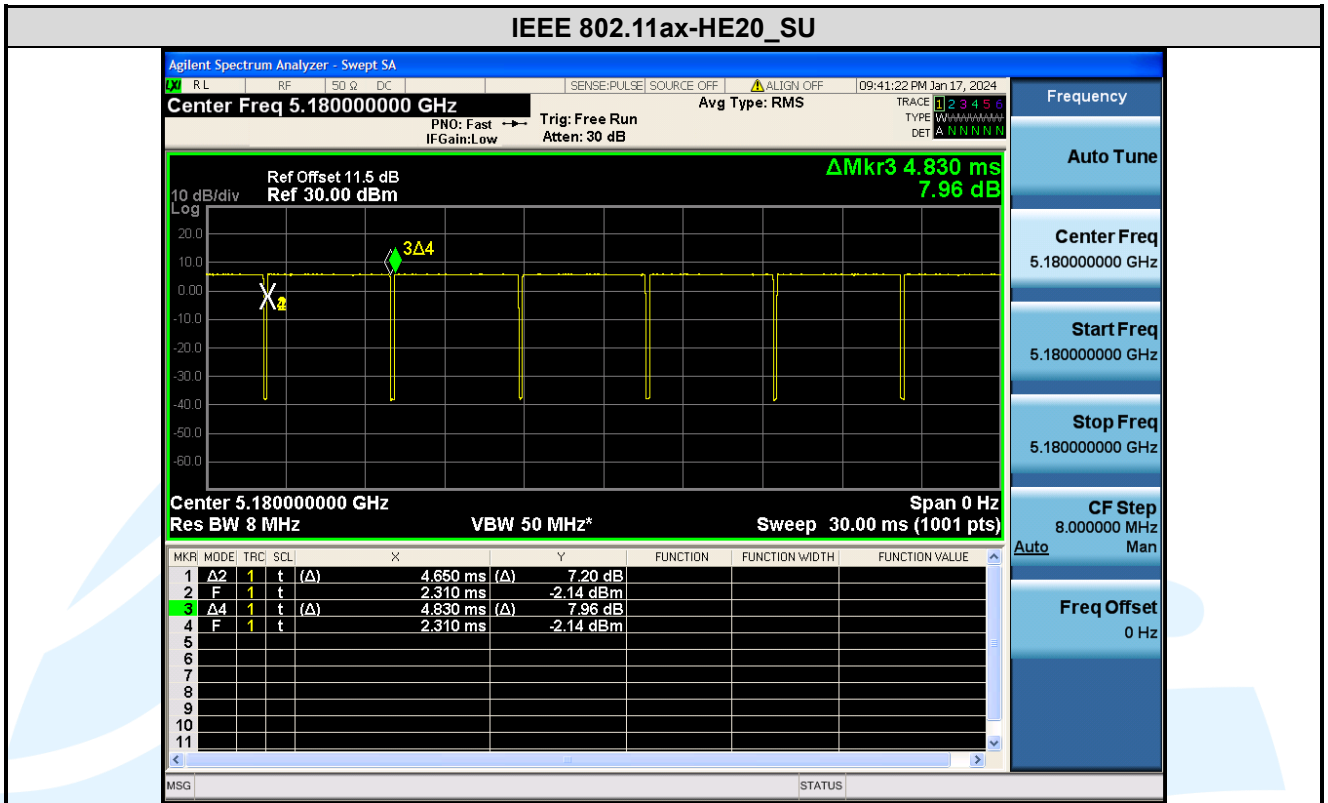 IEEE 802.11ax-HE20_SU
Agilent Spectrum Analyzer - Swept SA
LXI RL RF 50 Ω DC SENSE:PULSE SOURCE OFF ALIGN OFF 09:41:22 PM Jan 17, 2024
Center Freq 5.180000000 GHz
PNO: Fast
IFGain:Low
Trig: Free Run
Atten: 30 dB
Avg Type: RMS
TRACE 1 2 3 4 5 6
TYPE W
DET A N N N N N
ΔMkr3 4.830 ms
7.96 dB
Ref Offset 11.5 dB
10 dB/div Ref 30.00 dBm
Log
20.0
10.0
0.00
-10.0
-20.0
-30.0
-40.0
-50.0
-60.0
3Δ4
Center 5.180000000 GHz Span 0 Hz
Res BW 8 MHz VBW 50 MHz* Sweep 30.00 ms (1001 pts)
MKR MODE TRC SCL X Y FUNCTION FUNCTION WIDTH FUNCTION VALUE
1 Δ2 1 t (Δ) 4.650 ms (Δ) 7.20 dB
2 F 1 t 2.310 ms -2.14 dBm
3 Δ4 1 t (Δ) 4.830 ms (Δ) 7.96 dB
4 F 1 t 2.310 ms -2.14 dBm
5
6
7
8
9
10
11
MSG STATUS
Frequency
Auto Tune
Center Freq
5.180000000 GHz
Start Freq
5.180000000 GHz
Stop Freq
5.180000000 GHz
CF Step
8.000000 MHz
Auto Man
Freq Offset
0 Hz